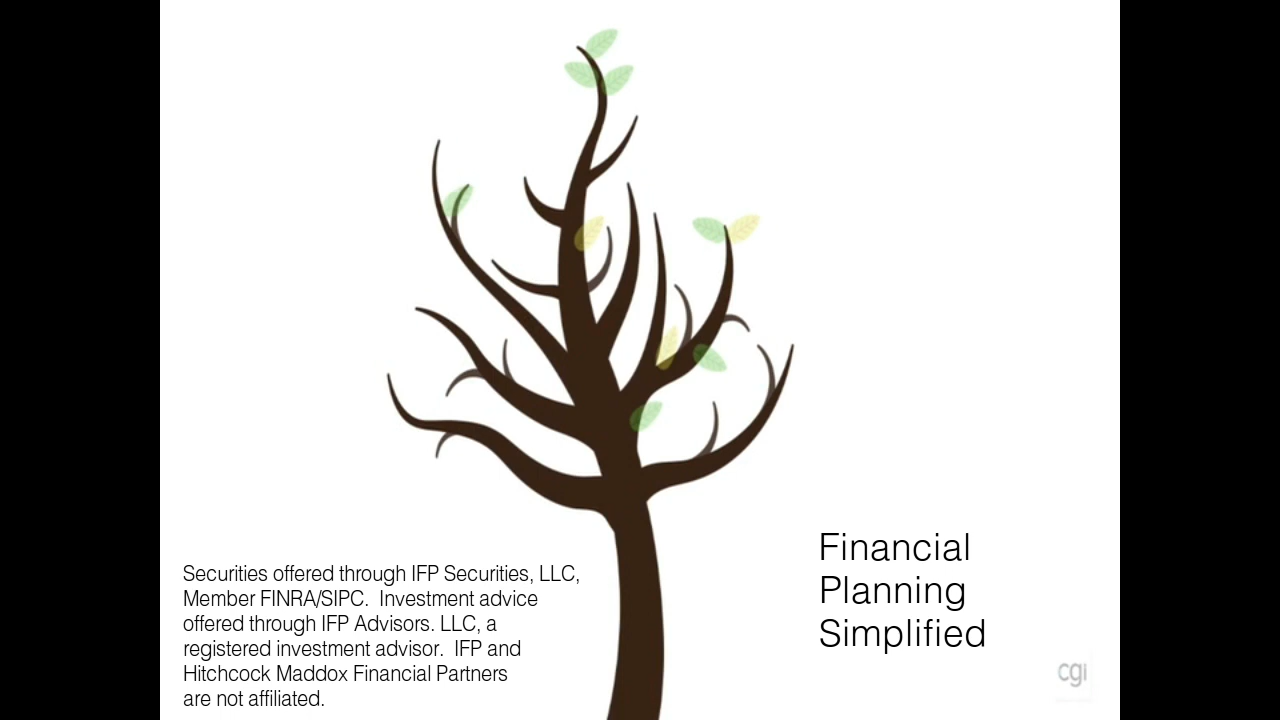 Securities offered through IFP Securities, LLC,
Member FINRA/SIPC.  Investment advice
offered through IFP Advisors. LLC, a
registered investment advisor.  IFP and
Hitchcock Maddox Financial Partners
are not affiliated.
Financial
Planning
Simplified
cgi